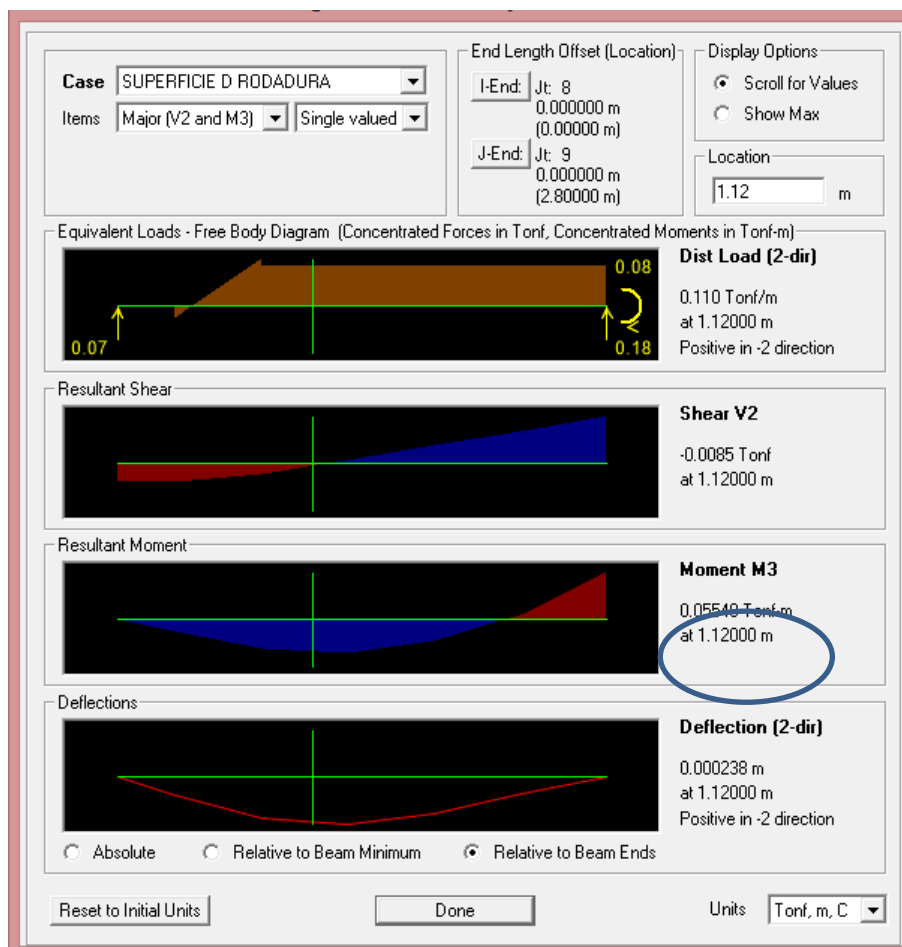 Case SUPERFICIE D RODADURA
Items Major (V2 and M3) Single valued
End Length Offset (Location)
I-End: Jt: 8
0.000000 m
(0.00000 m)
J-End: Jt: 9
0.000000 m
(2.80000 m)
Display Options
Scroll for Values
Show Max
Location
1.12 m
Equivalent Loads - Free Body Diagram (Concentrated Forces in Tonf, Concentrated Moments in Tonf-m)
0.08
0.07
0.18
Dist Load (2-dir)
0.110 Tonf/m
at 1.12000 m
Positive in -2 direction
Resultant Shear
Shear V2
-0.0085 Tonf
at 1.12000 m
Resultant Moment
Moment M3
Tonf-m
at 1.12000 m
Deflections
Deflection (2-dir)
0.000238 m
at 1.12000 m
Positive in -2 direction
Absolute Relative to Beam Minimum Relative to Beam Ends
Reset to Initial Units Done Units Tonf, m, C